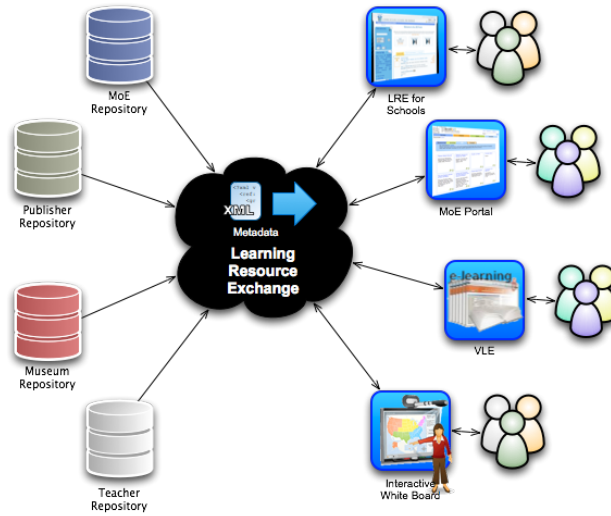 MoE
Repository
Publisher
Repository
Museum
Repository
Teacher
Repository
XML
Metadata
Learning
Resource
Exchange
LRE for
Schools
MoE Portal
e-learning
VLE
Interactive
White Board